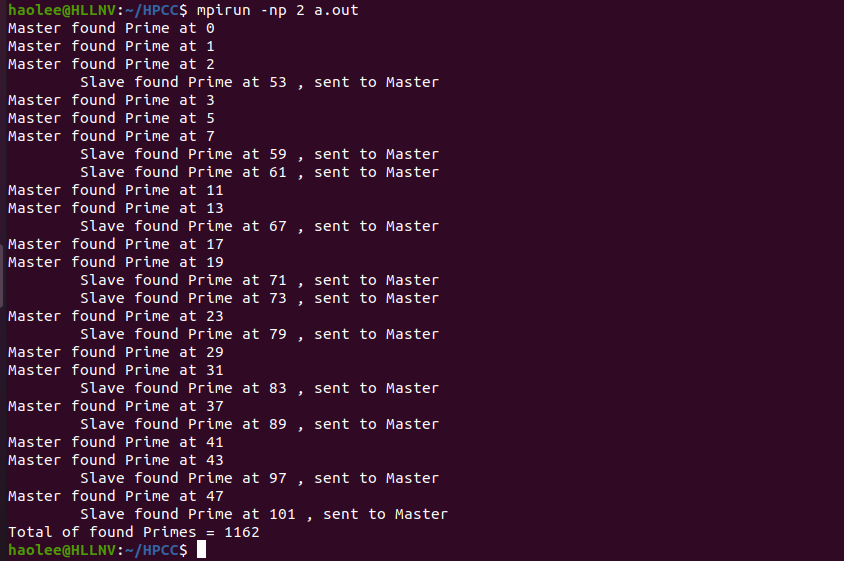 haolee@HLLNV:~/HPCC$ mpirun -np 2 a.out
Master found Prime at 0
Master found Prime at 1
Master found Prime at 2
Slave found Prime at 53 , sent to Master
Master found Prime at 3
Master found Prime at 5
Master found Prime at 7
Slave found Prime at 59 , sent to Master
Slave found Prime at 61 , sent to Master
Master found Prime at 11
Master found Prime at 13
Slave found Prime at 67 , sent to Master
Master found Prime at 17
Master found Prime at 19
Slave found Prime at 71 , sent to Master
Slave found Prime at 73 , sent to Master
Master found Prime at 23
Slave found Prime at 79 , sent to Master
Master found Prime at 29
Master found Prime at 31
Slave found Prime at 83 , sent to Master
Master found Prime at 37
Slave found Prime at 89 , sent to Master
Master found Prime at 41
Master found Prime at 43
Slave found Prime at 97 , sent to Master
Master found Prime at 47
Slave found Prime at 101 , sent to Master
Total of found Primes = 1162
haolee@HLLNV:~/HPCC$